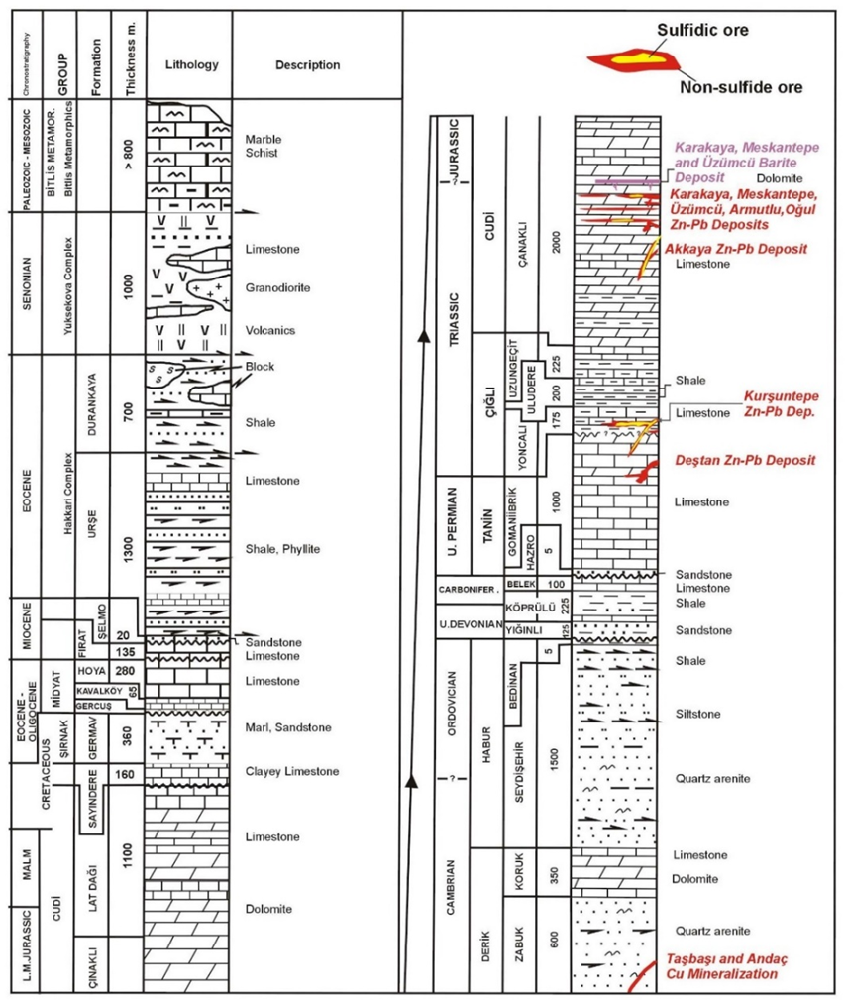 Chronostratigraphy
GROUP
Formation
Thickness m.
Lithology
Description
PALEOZOIC - MESOZOIC
BİTLİS METAMOR.
Bitlis Metamorphics
> 800
Marble
Schist
SENONIAN
Yüksekova Complex
1000
Limestone
Granodiorite
Volcanics
EOCENE
Hakkari Complex
DURANKAYA
700
Block
Shale
URŞE
1300
Limestone
Shale, Phyllite
MIOCENE
FIRAT
ŞELMO
20
135
Sandstone
Limestone
EOCENE -
OLIGOCENE
MİDYAT
HOYA
280
Limestone
KAVALKÖY
65
GERCUŞ
CRETACEOUS
ŞIRNAK
GERMAV
360
Marl, Sandstone
SAYINDERE
160
Clayey Limestone
MALM
CUDİ
LAT DAĞI
1100
Limestone
Dolomite
L.M.JURASSIC
ÇINAKLI
Sulfidic ore
Non-sulfide ore
JURASSIC
?
TRIASSIC
CUDİ
ÇANAKLI
2000
Karakaya, Meskantepe
and Üzümcü Barite
Deposit
Dolomite
Karakaya, Meskantepe,
Üzümcü, Armutlu,Oğul
Zn-Pb Deposits
Akkaya Zn-Pb Deposit
Limestone
ÇIĞLI
UZUNGEÇİT
225
ULUDERE
200
YONCALI
175
Shale
Kurşuntepe
Zn-Pb Dep.
Limestone
Deştan Zn-Pb Deposit
U. PERMIAN
TANİN
GOMANİİBRİK
1000
HAZRO
5
Limestone
Sandstone
CARBONIFER .
BELEK
100
Limestone
KÖPRÜLÜ
225
Shale
U.DEVONIAN
YIĞINLI
125
Sandstone
ORDOVICIAN
HABUR
BEDİNAN
5
Shale
Siltstone
SEYDİŞEHİR
1500
?
Quartz arenite
CAMBRIAN
DERİK
KORUK
350
Limestone
Dolomite
ZABUK
600
Quartz arenite
Taşbaşı and Andaç
Cu Mineralization